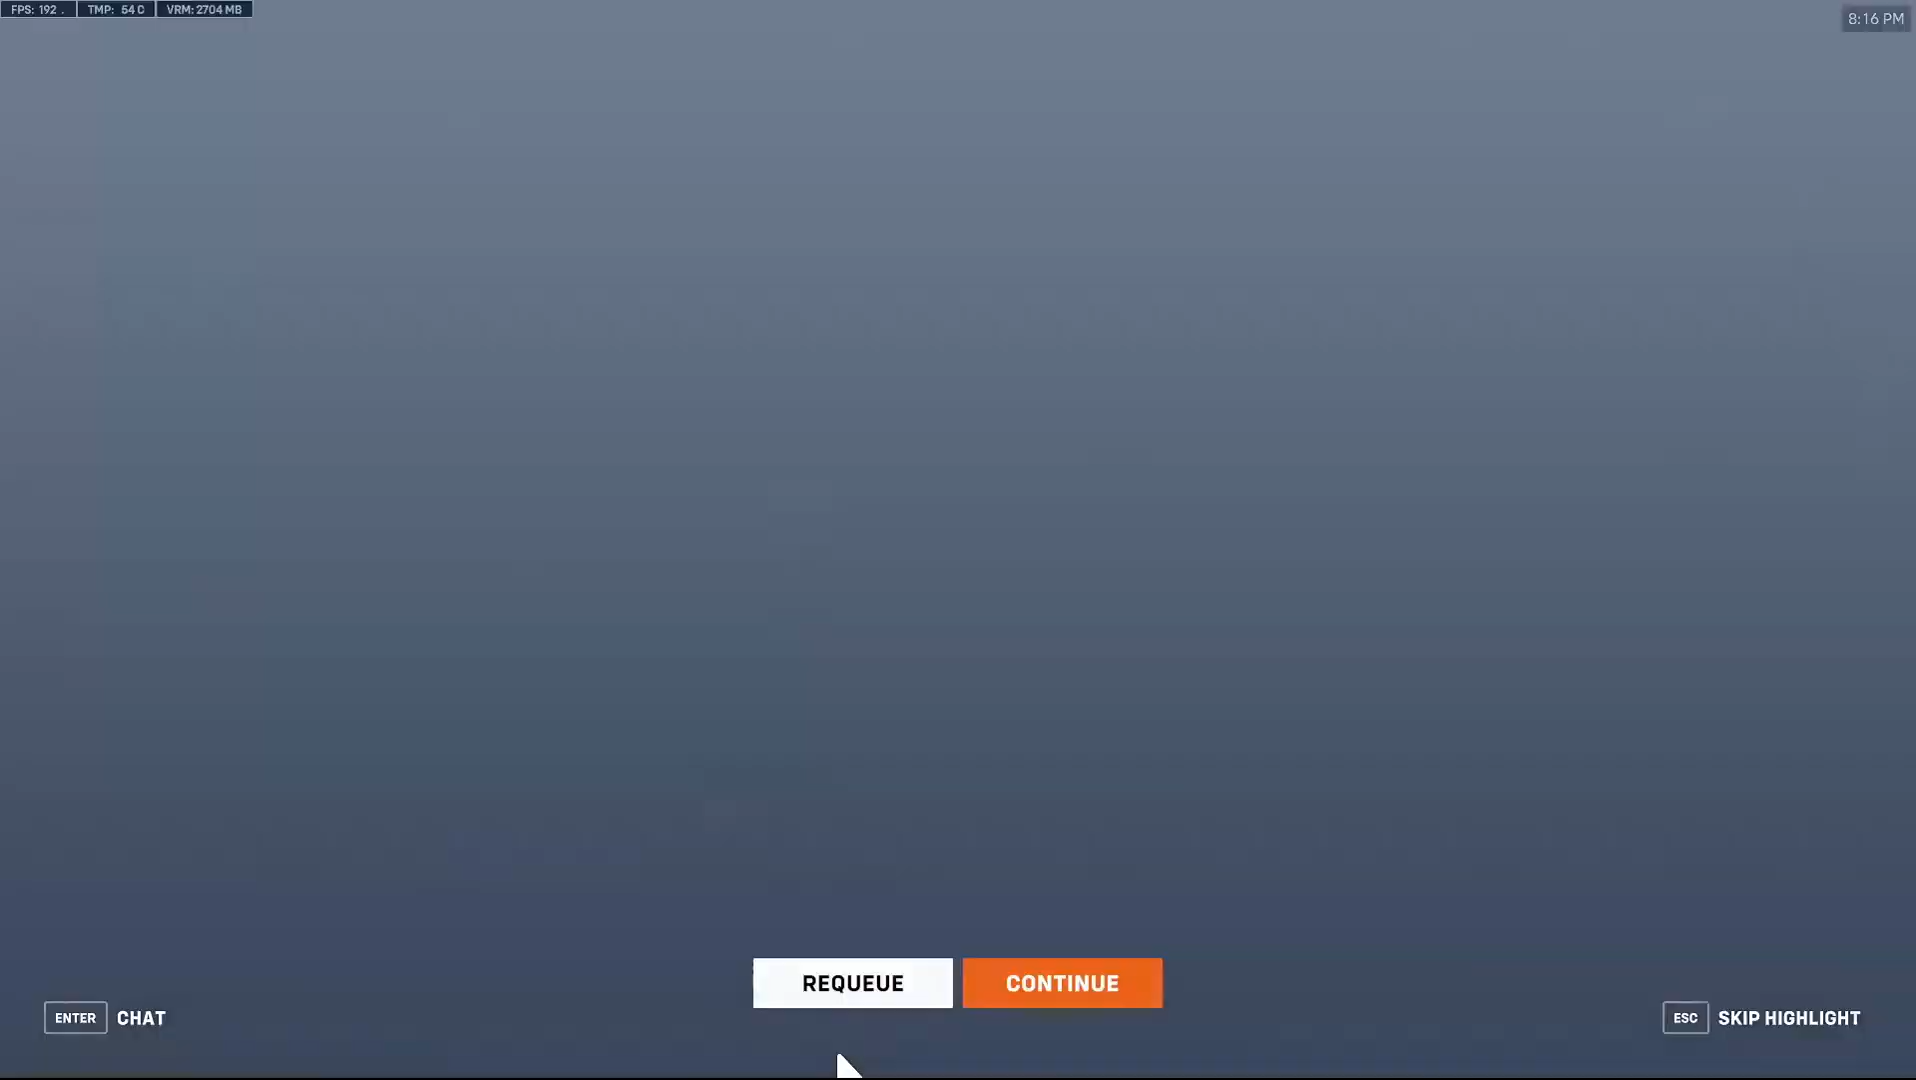 FPS: 192 . TMP: 54 C VRM: 2704 MB
8:16 PM
REQUEUE CONTINUE
ENTER CHAT
ESC SKIP HIGHLIGHT